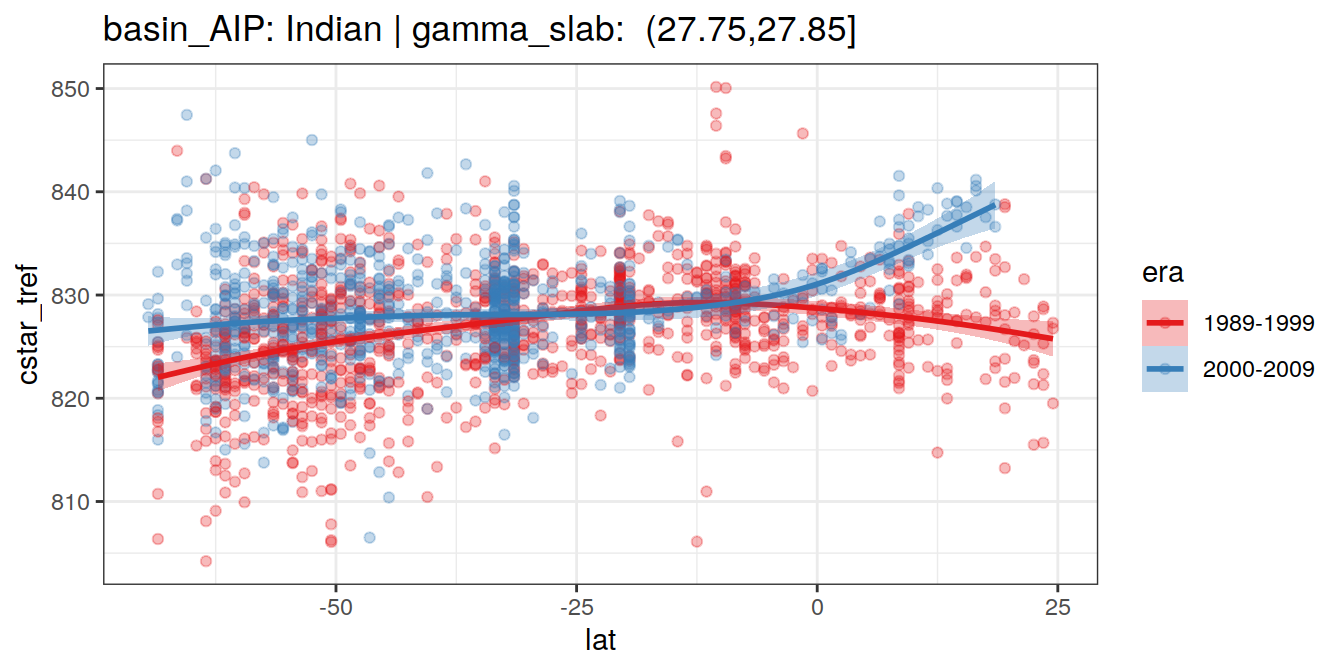 basin_AIP: Indian | gamma_slab:  (27.75,27.85]
850
840
830
820
810
cstar_tref
-50
-25
0
25
lat
era
1989-1999
2000-2009